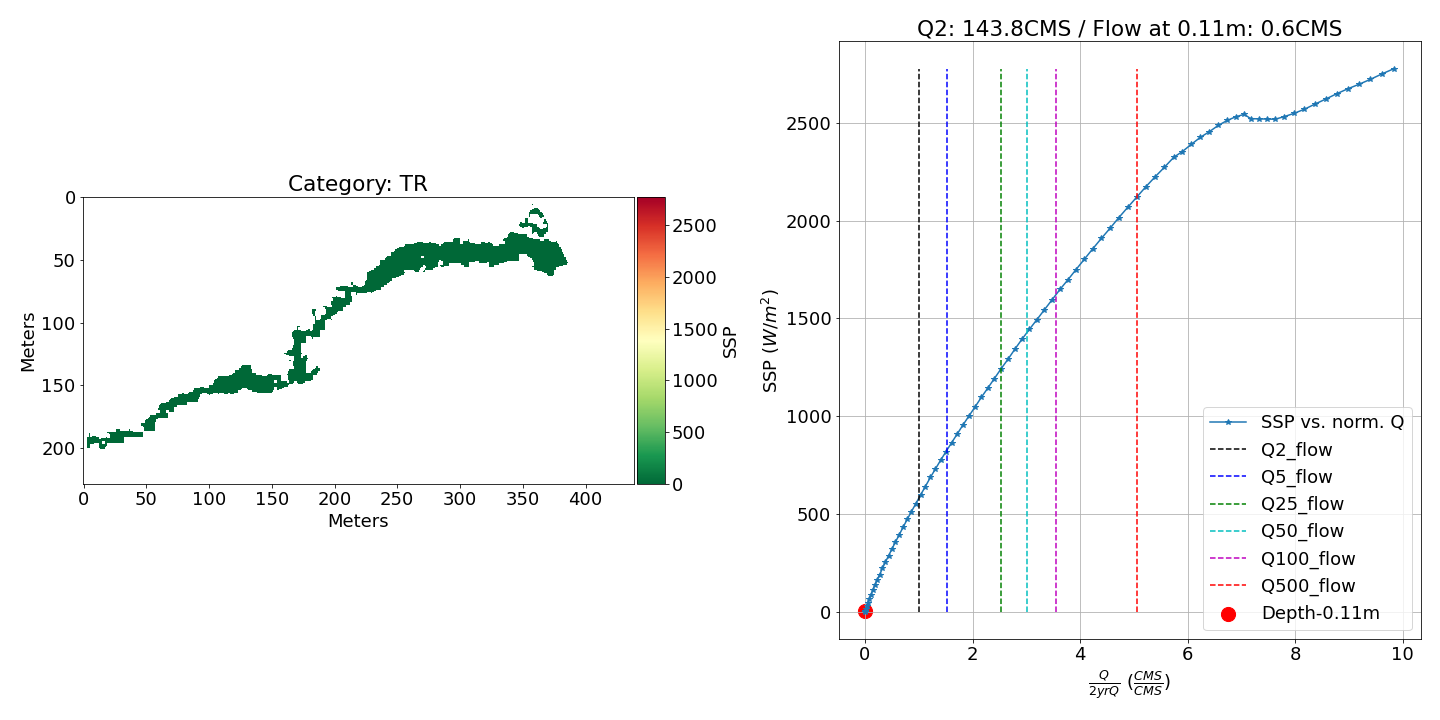 Category: TR
0
50
100
150
200
Meters
0
50
100
150
200
250
300
350
400
Meters
2500
2000
1500
1000
500
0
SSP
Q2: 143.8CMS / Flow at 0.11m: 0.6CMS
2500
2000
1500
1000
500
0
SSP (W/m²)
0
2
4
6
8
10
Q/2yrQ (CMS/CMS)
SSP vs. norm. Q
Q2_flow
Q5_flow
Q25_flow
Q50_flow
Q100_flow
Q500_flow
Depth-0.11m